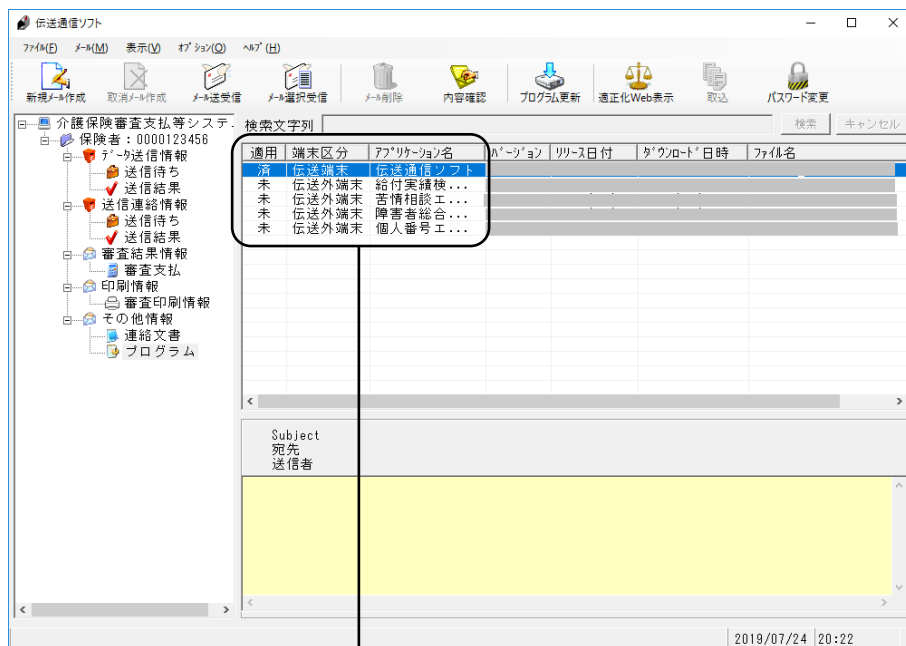 伝送通信ソフト
ﾌｧｲﾙ(F) ﾒｰﾙ(M) 表示(V) ｵﾌﾟｼｮﾝ(O) ﾍﾙﾌﾟ(H)
新規ﾒｰﾙ作成 取消ﾒｰﾙ作成 ﾒｰﾙ送受信 ﾒｰﾙ選択受信 ﾒｰﾙ削除 内容確認 ﾌﾟﾛｸﾞﾗﾑ更新 適正化Web表示 取込 ﾊﾟｽﾜｰﾄﾞ変更
介護保険審査支払等システ
保険者：0000123456
ﾃﾞｰﾀ送信情報
送信待ち
送信結果
送信連絡情報
送信待ち
送信結果
審査結果情報
審査支払
印刷情報
審査印刷情報
その他情報
連絡文書
プログラム
検索文字列 検索 キャンセル
適用 端末区分 ｱﾌﾟﾘｹｰｼｮﾝ名 ﾊﾞｰｼﾞｮﾝ ﾘﾘｰｽ日付 ﾀﾞｳﾝﾛｰﾄﾞ日時 ﾌｧｲﾙ名
済 伝送端末 伝送通信ソフト
未 伝送外端末 給付実績検...
未 伝送外端末 苦情相談エ...
未 伝送外端末 障害者総合...
未 伝送外端末 個人番号エ...
Subject
宛先
送信者
2019/07/24 20:22